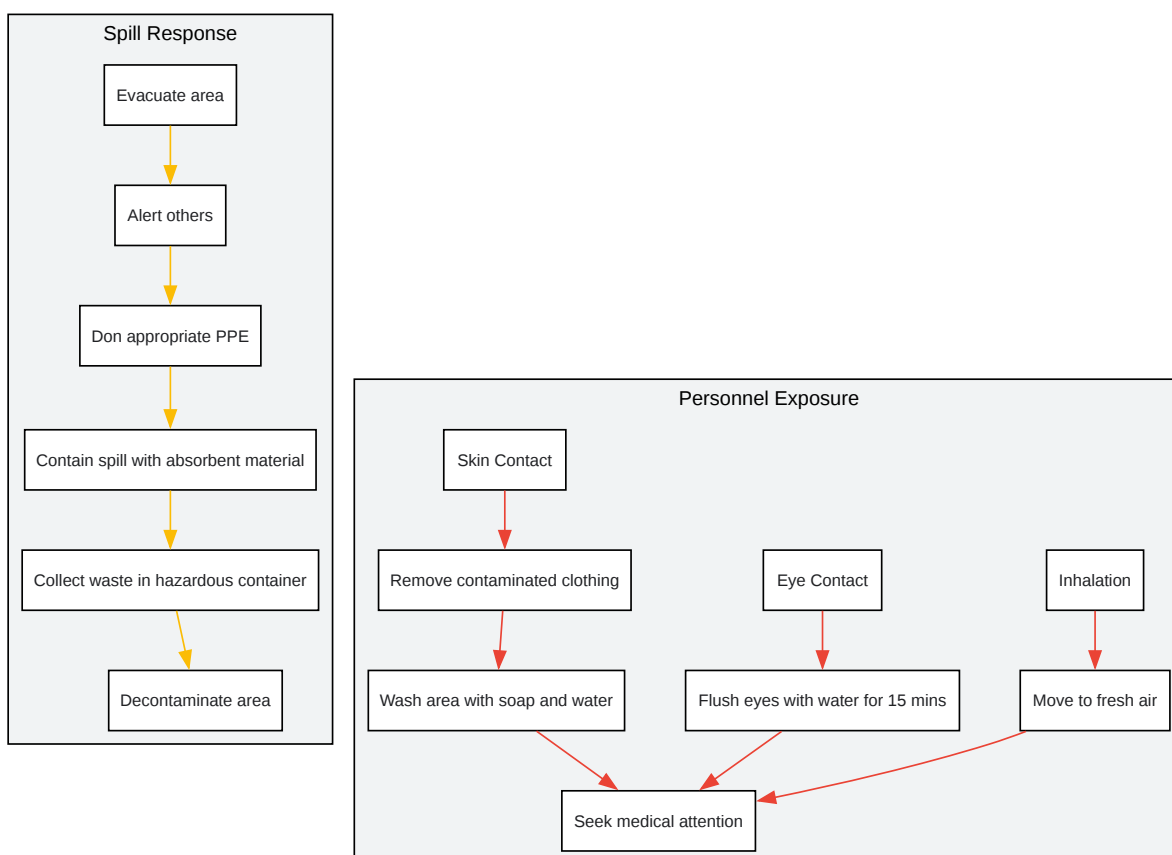 Spill Response
Evacuate area
Alert others
Don appropriate PPE
Contain spill with absorbent material
Collect waste in hazardous container
Decontaminate area
Personnel Exposure
Skin Contact
Remove contaminated clothing
Wash area with soap and water
Eye Contact
Flush eyes with water for 15 mins
Inhalation
Move to fresh air
Seek medical attention